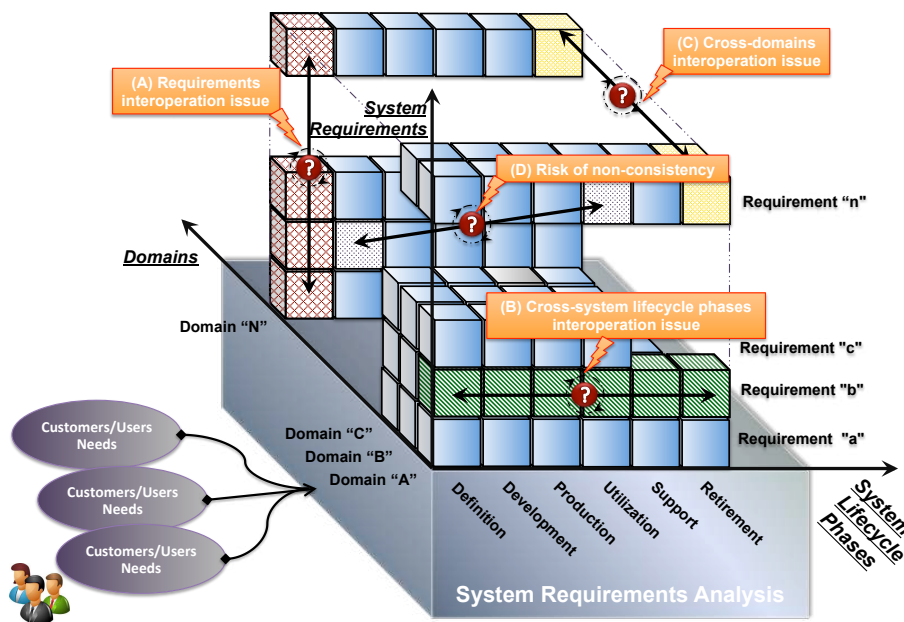 (C) Cross-domains
interoperation issue
(A) Requirements
interoperation issue
?
System
Requirements
?
(D) Risk of non-consistency
Requirement “n"
?
Domains
(B) Cross-system lifecycle phases
interoperation issue
Domain “N”
Requirement "c"
Requirement "b"
?
Customers/Users
Needs
Domain “C”
Requirement "a"
Domain “B”
Domain “A”
Customers/Users
Needs
Definition
Development
Production
Utilization
Support
Retirement
System
Lifecycle
Phases
Customers/Users
Needs
System Requirements Analysis